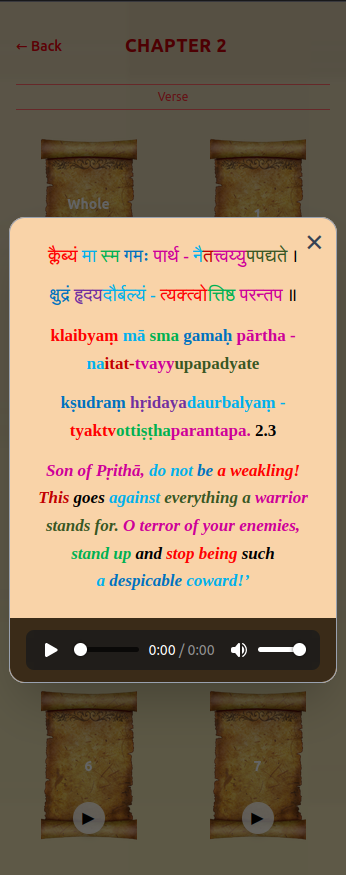 ← Back
CHAPTER 2
Verse
Whole
1
✕
क्लैब्यं मा स्म गमः पार्थ - नैतत्त्वय्युपपद्यते ।
क्षुद्रं हृदयदौर्बल्यं - त्यक्त्वोत्तिष्ठ परन्तप ॥
klaibyaṃ mā sma gamaḥ pārtha -
naitat-tvayyupapadyate
kṣudraṃ hṛidayadaurbalyaṃ -
tyaktvottiṣṭhaparantapa. 2.3
Son of Pṛithā, do not be a weakling!
This goes against everything a warrior
stands for. O terror of your enemies,
stand up and stop being such
a despicable coward!’
0:00 / 0:00
6
7